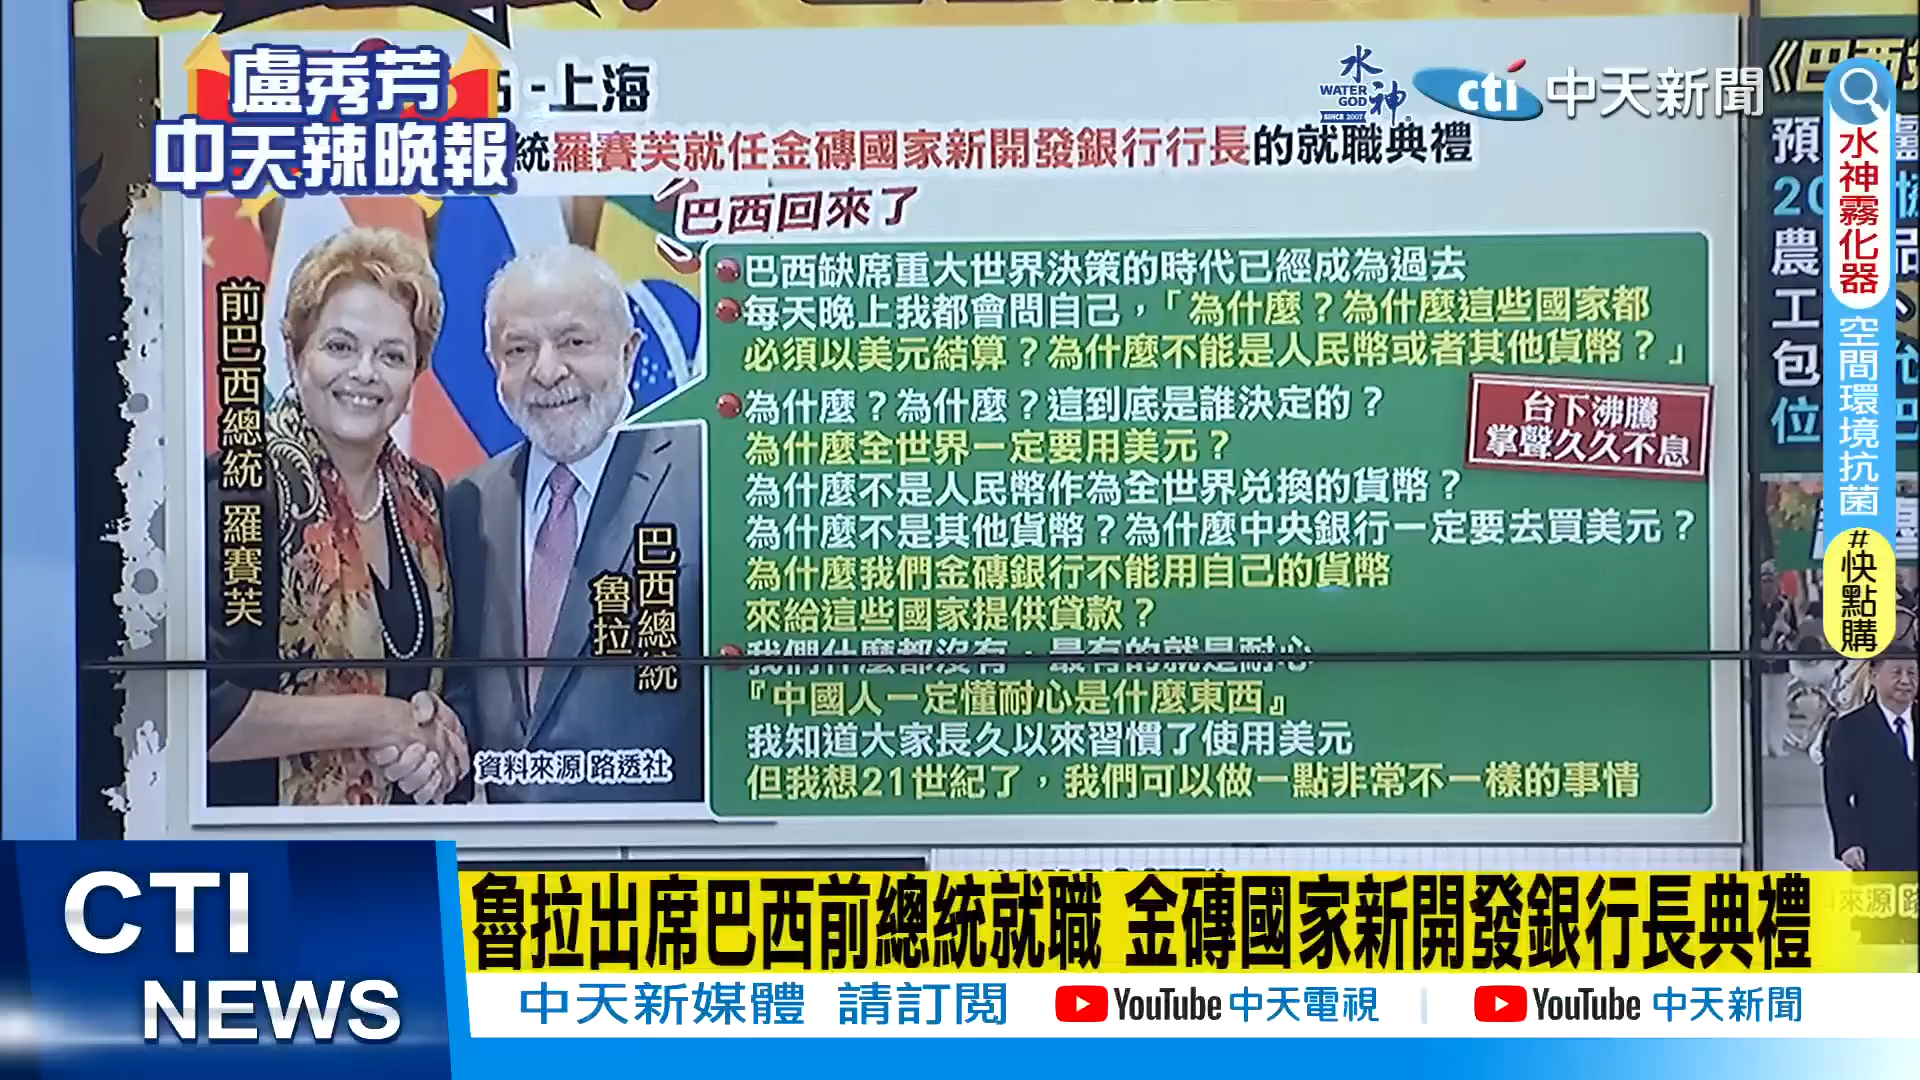 盧秀芳
中天辣晚報
-上海
統羅賽芙就任金磚國家新開發銀行行長的就職典禮
巴西回來了
巴西缺席重大世界決策的時代已經成為過去
每天晚上我都會問自己，「為什麼？為什麼這些國家都
必須以美元結算？為什麼不能是人民幣或者其他貨幣？」
為什麼？為什麼？這到底是誰決定的？
為什麼全世界一定要用美元？
為什麼不是人民幣作為全世界兌換的貨幣？
為什麼不是其他貨幣？為什麼中央銀行一定要去買美元？
為什麼我們金磚銀行不能用自己的貨幣
來給這些國家提供貸款？
我們什麼都沒有，最有的就是耐心
『中國人一定懂耐心是什麼東西』
我知道大家長久以來習慣了使用美元
但我想21世紀了，我們可以做一點非常不一樣的事情
台下沸騰
掌聲久久不息
前巴西總統 羅賽芙
巴西總統
魯拉
資料來源 路透社
水神
WATER
GOD
SINCE 2007
cti 中天新聞
水神霧化器
空間環境抗菌
#快點購
CTI
NEWS
魯拉出席巴西前總統就職 金磚國家新開發銀行長典禮
中天新媒體 請訂閱 YouTube 中天電視 YouTube 中天新聞